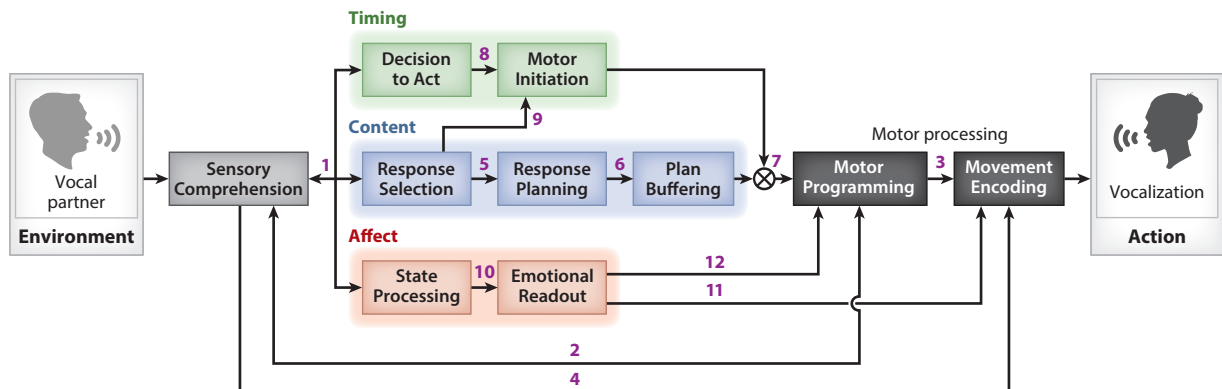 Timing
Decision
to Act
8
Motor
Initiation
9
Vocal
partner
Environment
Sensory
Comprehension
1
Content
Response
Selection
5
Response
Planning
6
Plan
Buffering
7
Motor processing
Motor
Programming
3
Movement
Encoding
Vocalization
Action
Affect
State
Processing
10
Emotional
Readout
12
11
2
4